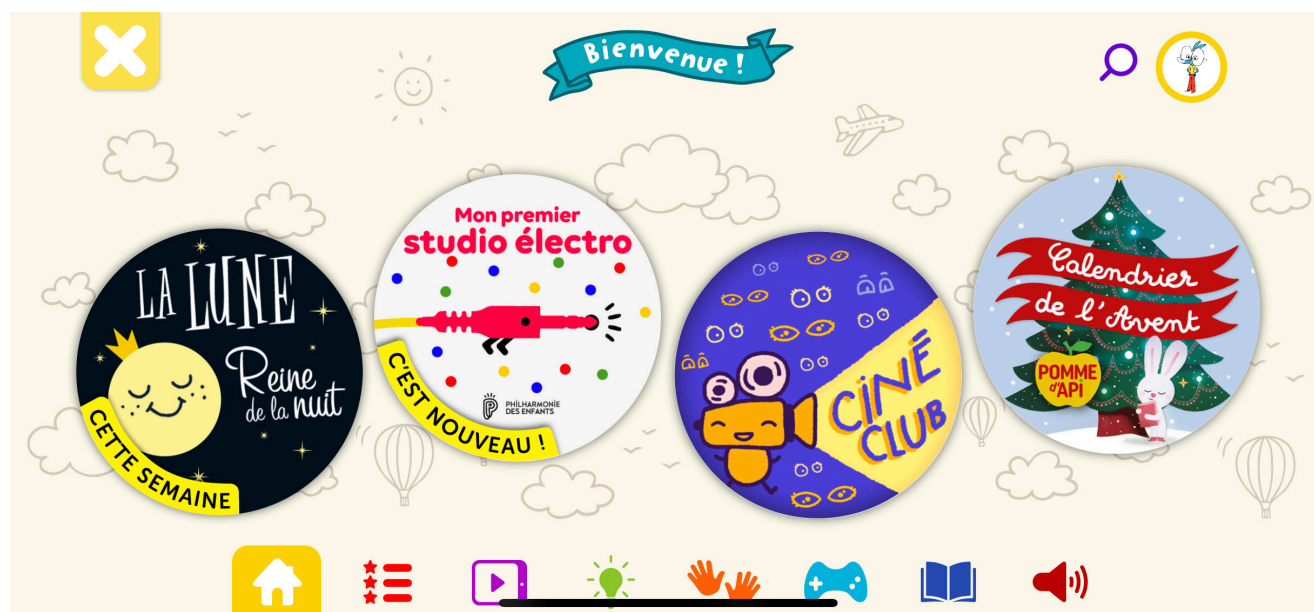 Bienvenue !
LA LUNE
Reine
de la nuit
CETTE SEMAINE
Mon premier
studio électro
C'EST NOUVEAU !
PHILHARMONIE
DES ENFANTS
CINÉ
CLUB
Calendrier
de l'Avent
POMME
d'API